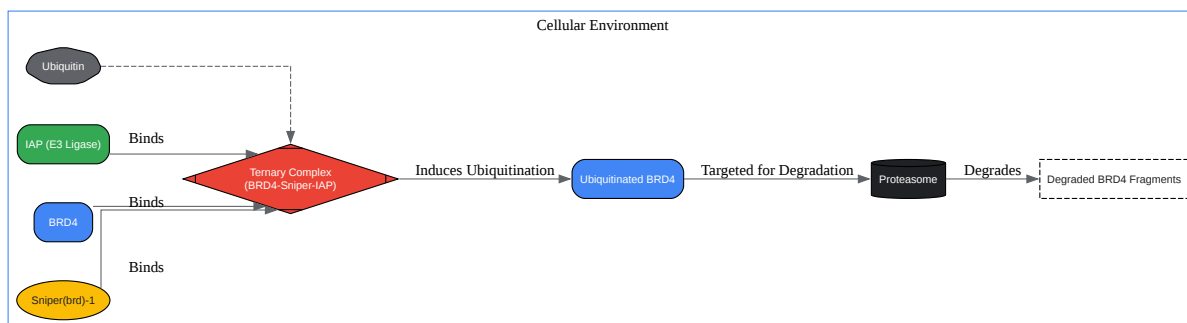 Cellular Environment
Ubiquitin
IAP (E3 Ligase)
Binds
Ternary Complex
(BRD4-Sniper-IAP)
Induces Ubiquitination
Ubiquitinated BRD4
Targeted for Degradation
Proteasome
Degrades
Degraded BRD4 Fragments
Binds
BRD4
Binds
Sniper(brd)-1